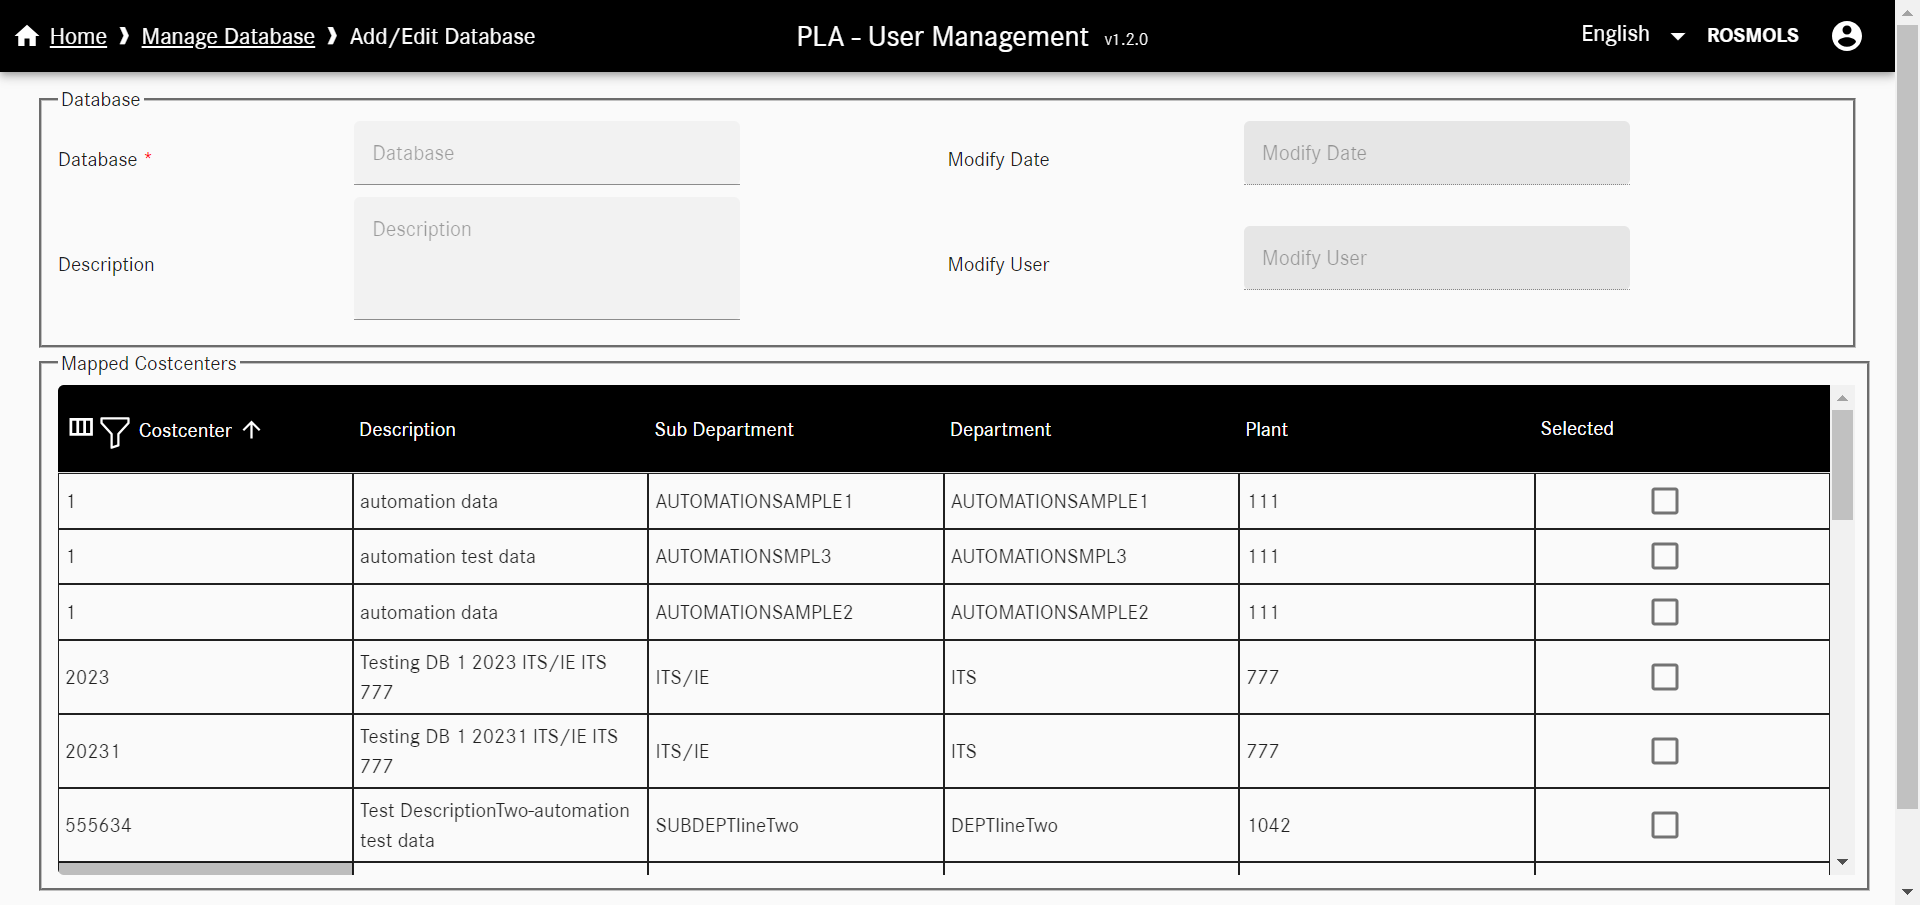 Home ❱ Manage Database ❱ Add/Edit Database
PLA - User Management v1.2.0
English
ROSMOLS
Database
Database *
Database
Modify Date
Modify Date
Description
Description
Modify User
Modify User
Mapped Costcenters
Costcenter Description Sub Department Department Plant Selected
1 automation data AUTOMATIONSAMPLE1 AUTOMATIONSAMPLE1 111
1 automation test data AUTOMATIONSMPL3 AUTOMATIONSMPL3 111
1 automation data AUTOMATIONSAMPLE2 AUTOMATIONSAMPLE2 111
2023 Testing DB 1 2023 ITS/IE ITS
777 ITS/IE ITS 777
20231 Testing DB 1 20231 ITS/IE ITS
777 ITS/IE ITS 777
555634 Test DescriptionTwo-automation
test data SUBDEPTlineTwo DEPTlineTwo 1042